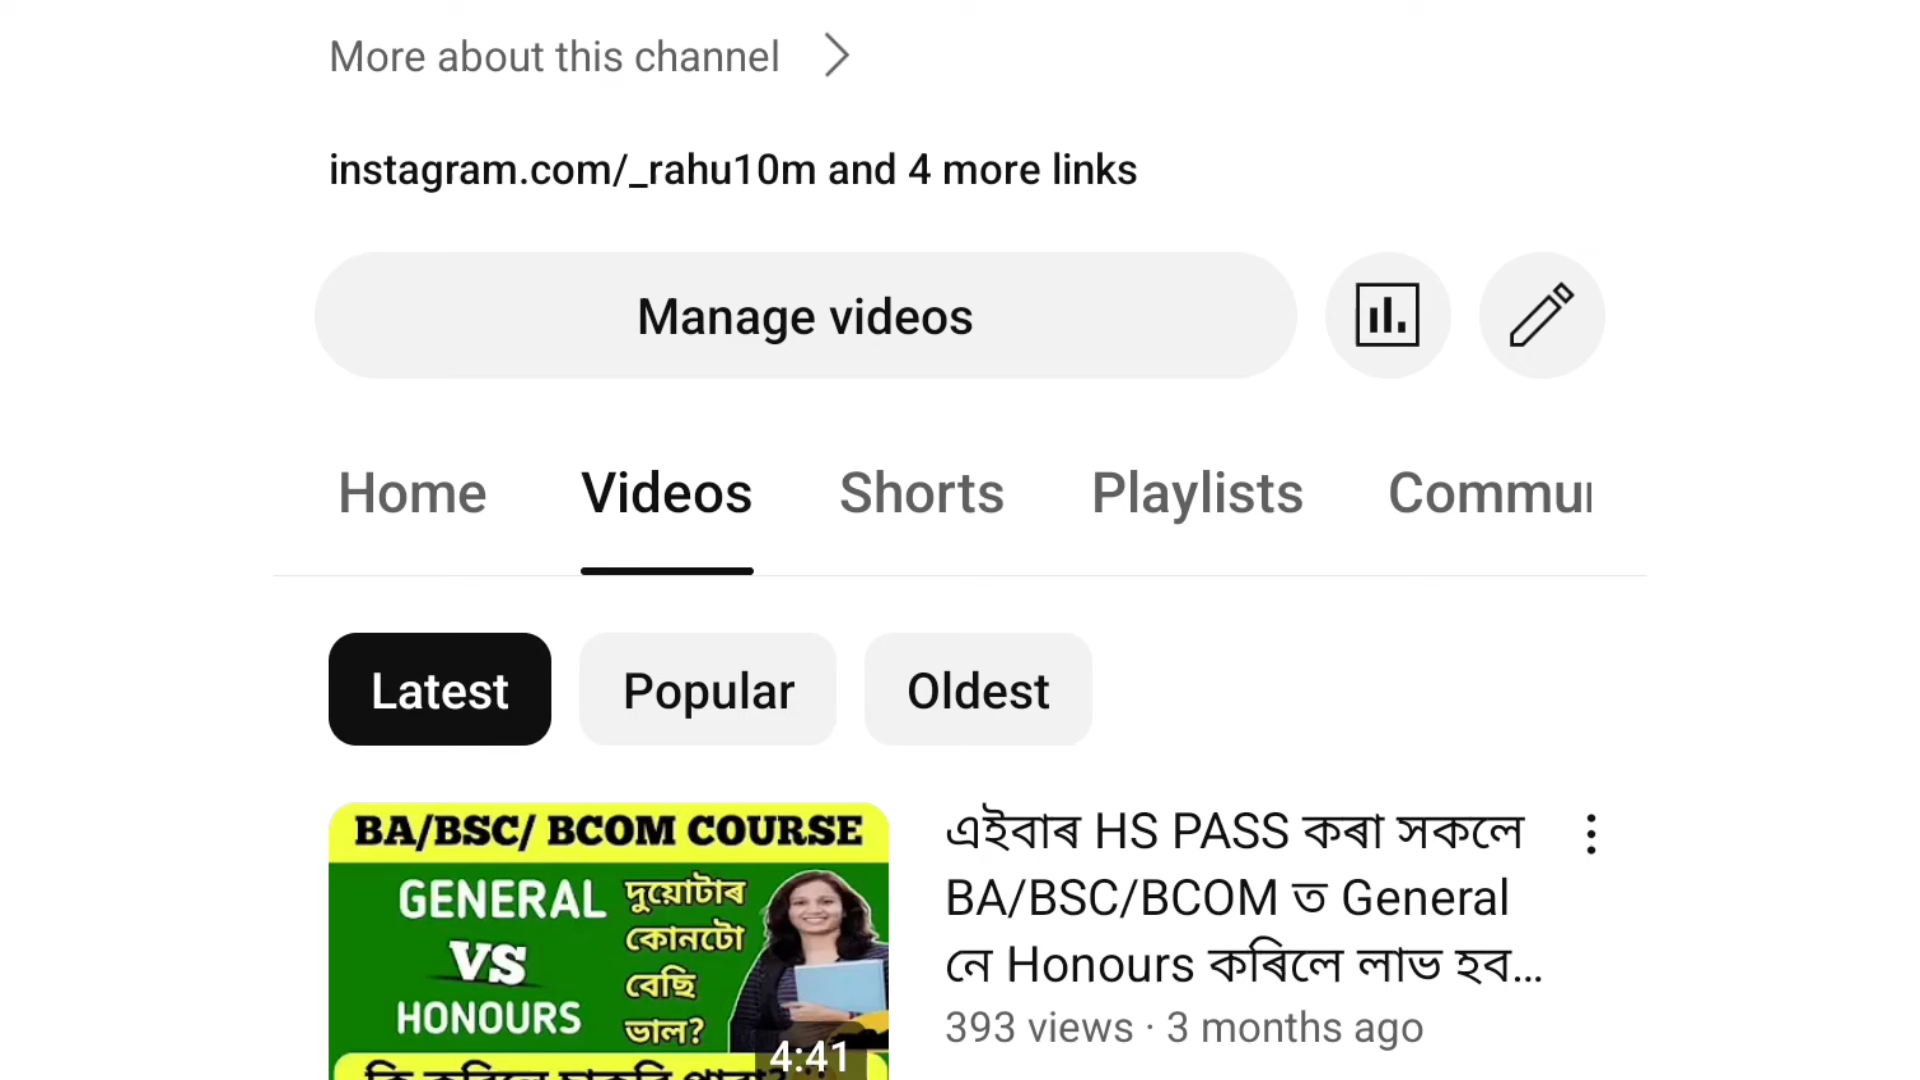 More about this channel
instagram.com/_rahu10m and 4 more links
Manage videos
Home Videos Shorts Playlists Commu
Latest Popular Oldest
BA/BSC/ BCOM COURSE
GENERAL
VS
HONOURS
দুয়োটাৰ
কোনটো
বেছি
ভাল?
4:41
এইবাৰ HS PASS কৰা সকলে
BA/BSC/BCOM ত General
নে Honours কৰিলে লাভ হব...
393 views · 3 months ago